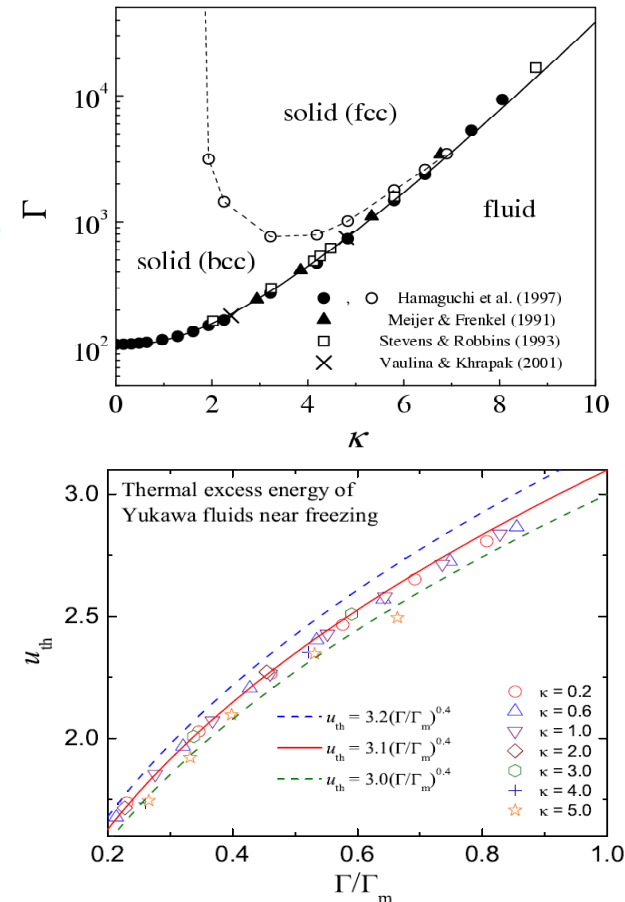 10^4
solid (fcc)
Γ
10^3
fluid
solid (bcc)
, Hamaguchi et al. (1997)
Meijer & Frenkel (1991)
Stevens & Robbins (1993)
Vaulina & Khrapak (2001)
10^2
0 2 4 6 8 10
κ
3.0
Thermal excess energy of
Yukawa fluids near freezing
2.5
u_th
κ = 0.2
κ = 0.6
u_th = 3.2(Γ/Γ_m)^0.4
κ = 1.0
2.0
u_th = 3.1(Γ/Γ_m)^0.4
κ = 2.0
u_th = 3.0(Γ/Γ_m)^0.4
κ = 3.0
κ = 4.0
κ = 5.0
0.2 0.4 0.6 0.8 1.0
Γ/Γ_m